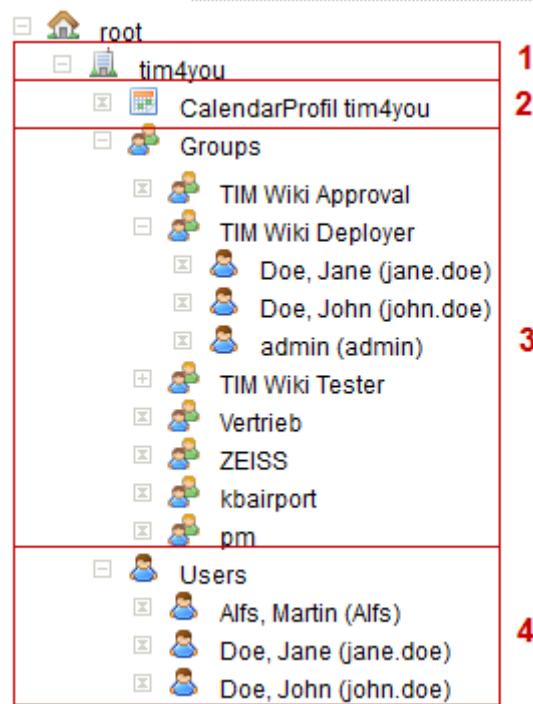 root
tim4you 1
CalendarProfil tim4you 2
Groups
TIM Wiki Approval
TIM Wiki Deployer
Doe, Jane (jane.doe)
Doe, John (john.doe)
admin (admin) 3
TIM Wiki Tester
Vertrieb
ZEISS
kbairport
pm
Users
Alfs, Martin (Alfs)
Doe, Jane (jane.doe) 4
Doe, John (john.doe)